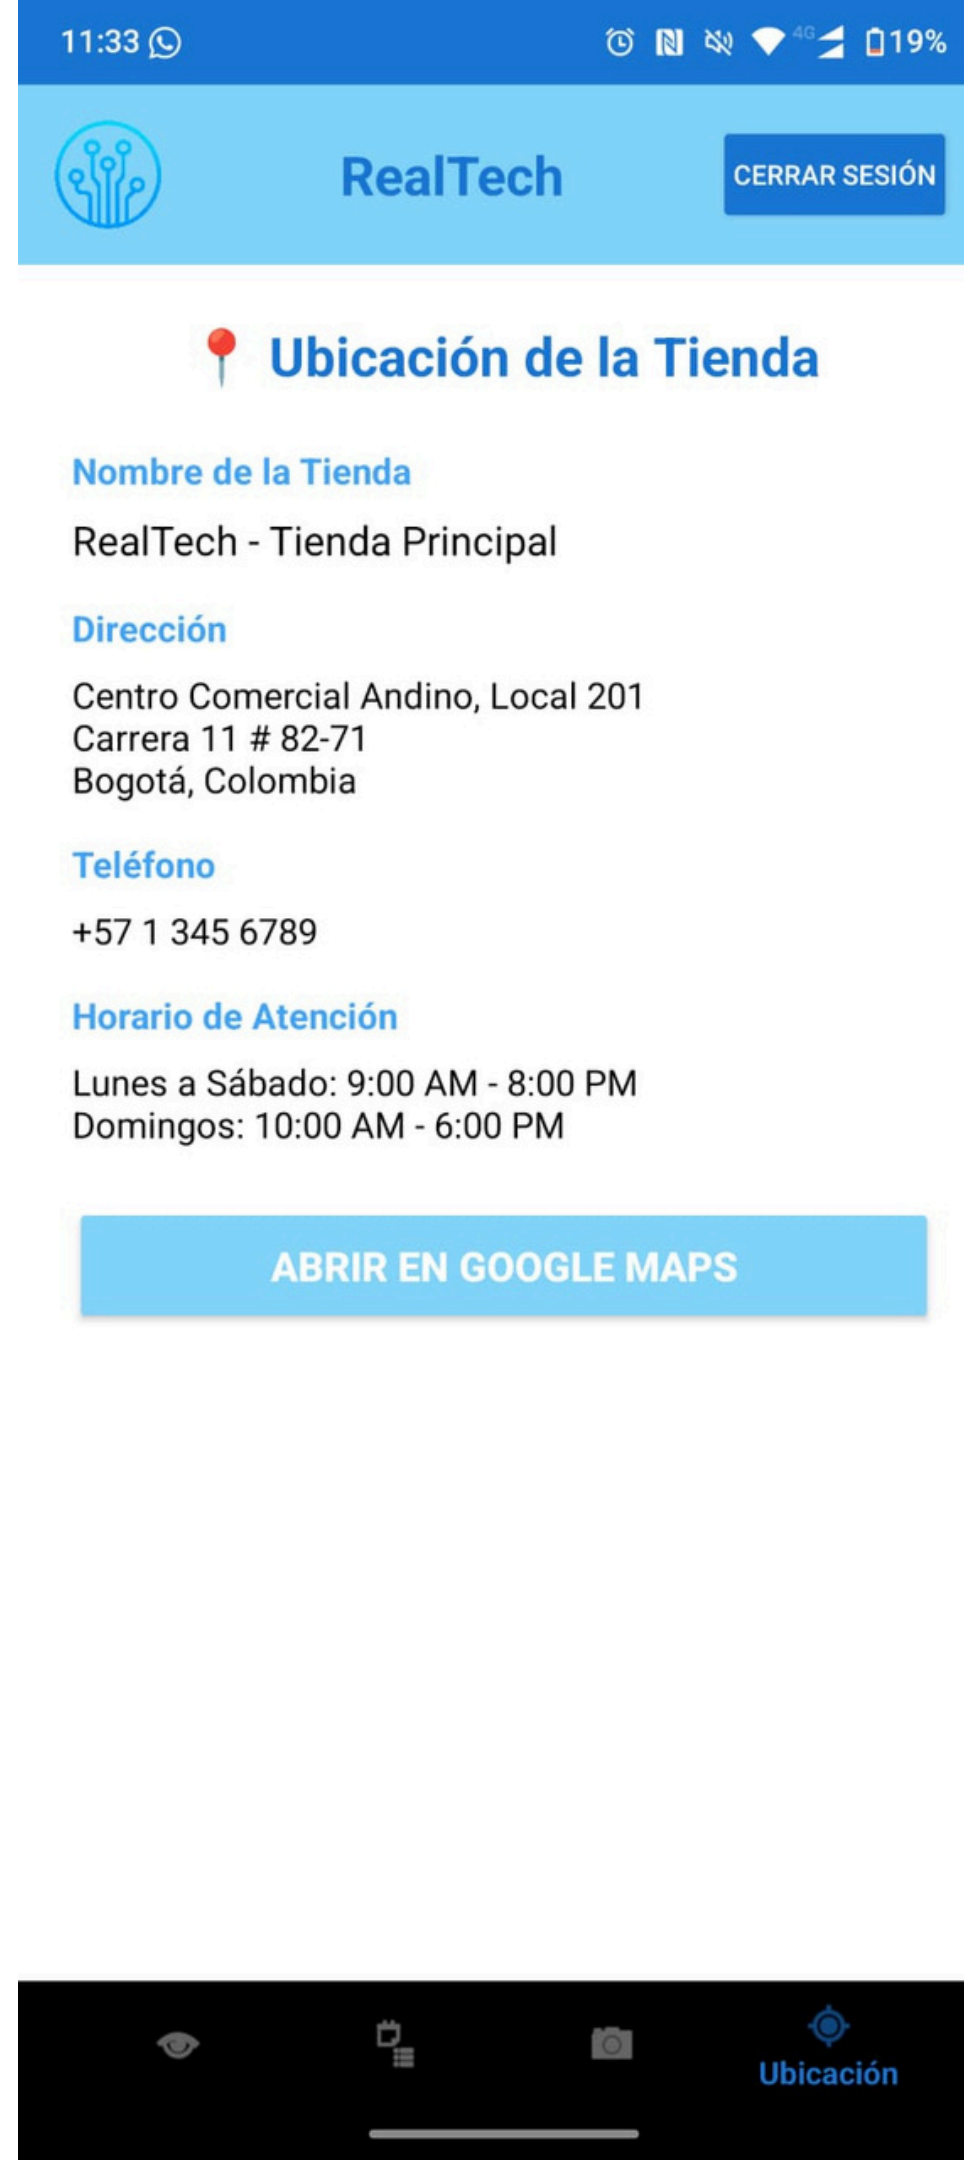 11:33
4G
19%
RealTech
CERRAR SESIÓN
📍 Ubicación de la Tienda
Nombre de la Tienda
RealTech - Tienda Principal
Dirección
Centro Comercial Andino, Local 201
Carrera 11 # 82-71
Bogotá, Colombia
Teléfono
+57 1 345 6789
Horario de Atención
Lunes a Sábado: 9:00 AM - 8:00 PM
Domingos: 10:00 AM - 6:00 PM
ABRIR EN GOOGLE MAPS
Ubicación